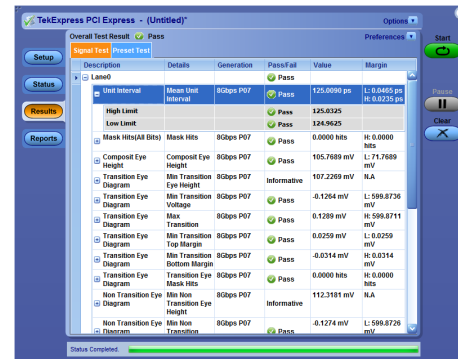 TekExpress PCI Express - (Untitled)*
Options
Overall Test Result Pass
Preferences
Start
Signal Test Preset Test
Description Details Generation Pass/Fail Value Margin
Setup
Lane0 Pass
Unit Interval Mean Unit Interval 8Gbps P07 Pass 125.0090 ps L: 0.0465 ps H: 0.0235 ps
Status
High Limit Pass 125.0325
Low Limit Pass 124.9625
Results
Pause
Clear
Mask Hits(All Bits) Mask Hits 8Gbps P07 Pass 0.0000 hits H: 0.0000 hits
Reports
Composit Eye Height Composit Eye Height 8Gbps P07 Pass 105.7689 mV L: 71.7689 mV
Transition Eye Diagram Min Transition Eye Height 8Gbps P07 Informative 107.2269 mV N.A
Transition Eye Diagram Min Transition Voltage 8Gbps P07 Pass -0.1264 mV L: 599.8736 mV
Transition Eye Diagram Max Transition 8Gbps P07 Pass 0.1289 mV H: 599.8711 mV
Transition Eye Diagram Min Transition Top Margin 8Gbps P07 Pass 0.0259 mV L: 0.0259 mV
Transition Eye Diagram Min Transition Bottom Margin 8Gbps P07 Pass -0.0314 mV H: 0.0314 mV
Transition Eye Diagram Transition Eye Mask Hits 8Gbps P07 Pass 0.0000 hits H: 0.0000 hits
Non Transition Eye Diagram Min Non Transition Eye Height 8Gbps P07 Informative 112.3181 mV N.A
Non Transition Eye Diagram Min Non Transition 8Gbps P07 Pass -0.1274 mV L: 599.8726 mV
Status Completed.